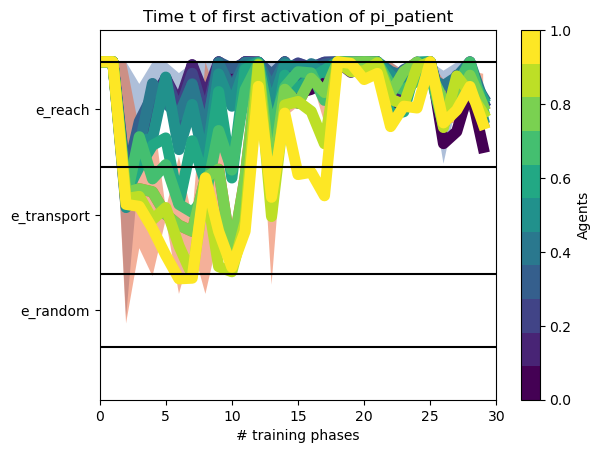 Time t of first activation of pi_patient
e_reach
e_transport
e_random
0
5
10
15
20
25
30
# training phases
1.0
0.8
0.6
0.4
0.2
0.0
Agents